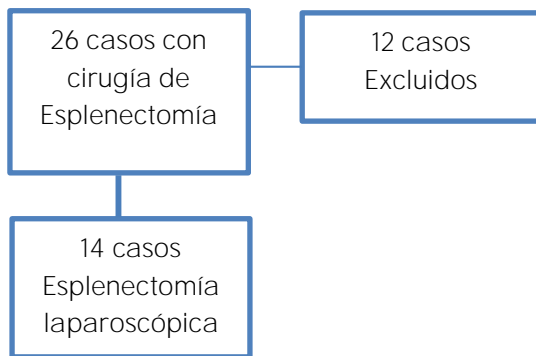 26 casos con
cirugía de
Esplenectomía
12 casos
Excluidos
14 casos
Esplenectomía
laparoscópica